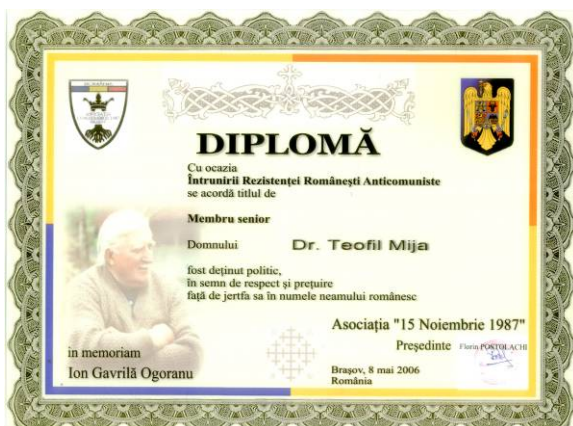 DIPLOMĂ
Cu ocazia
Întrunirii Rezistenței Românești Anticomuniste
se acordă titlul de
Membru senior
Domnului Dr. Teofil Mija
fost deținut politic,
în semn de respect și prețuire
față de jertfa sa în numele neamului românesc
Asociația "15 Noiembrie 1987"
Președinte Florin POSTOLACHI
in memoriam
Ion Gavrilă Ogoranu
Brașov, 8 mai 2006
România